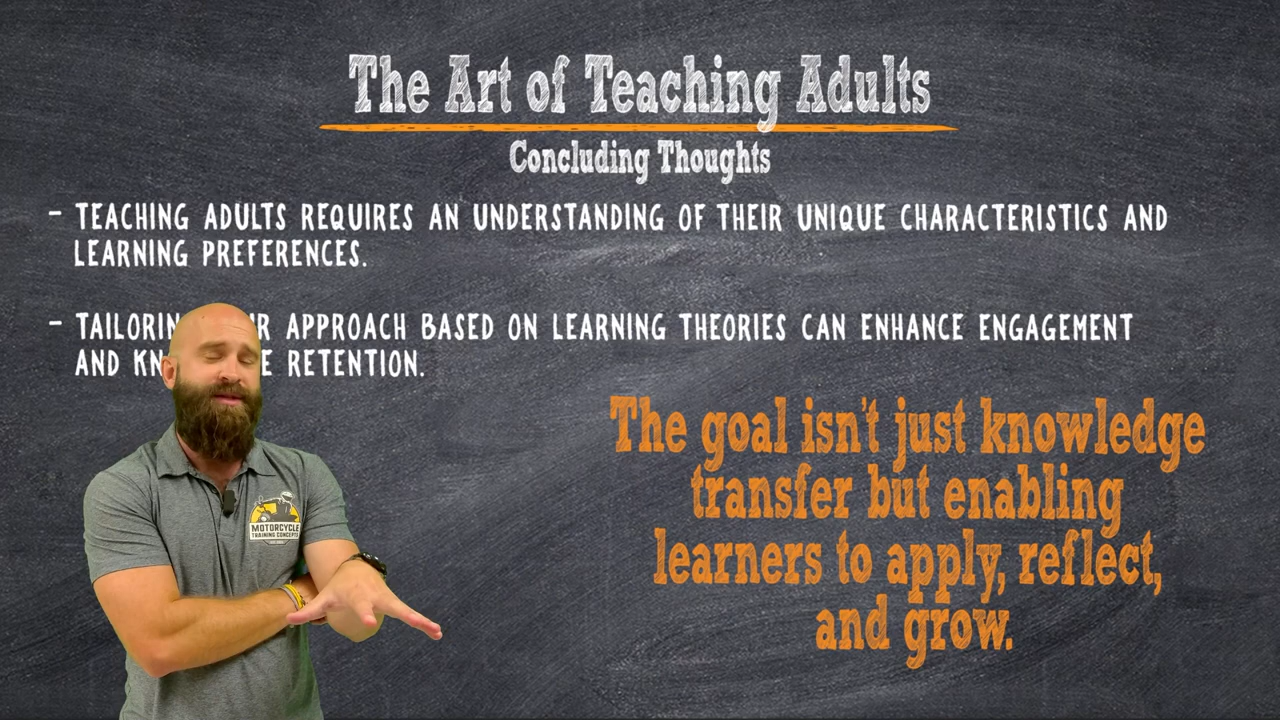 The Art of Teaching Adults
Concluding Thoughts
- TEACHING ADULTS REQUIRES AN UNDERSTANDING OF THEIR UNIQUE CHARACTERISTICS AND
LEARNING PREFERENCES.
- TAILORIN R APPROACH BASED ON LEARNING THEORIES CAN ENHANCE ENGAGEMENT
AND KN E RETENTION.
The goal isn't just knowledge
transfer but enabling
learners to apply, reflect,
and grow.
MOTORCYCLE
TRAINING CONCEPTS